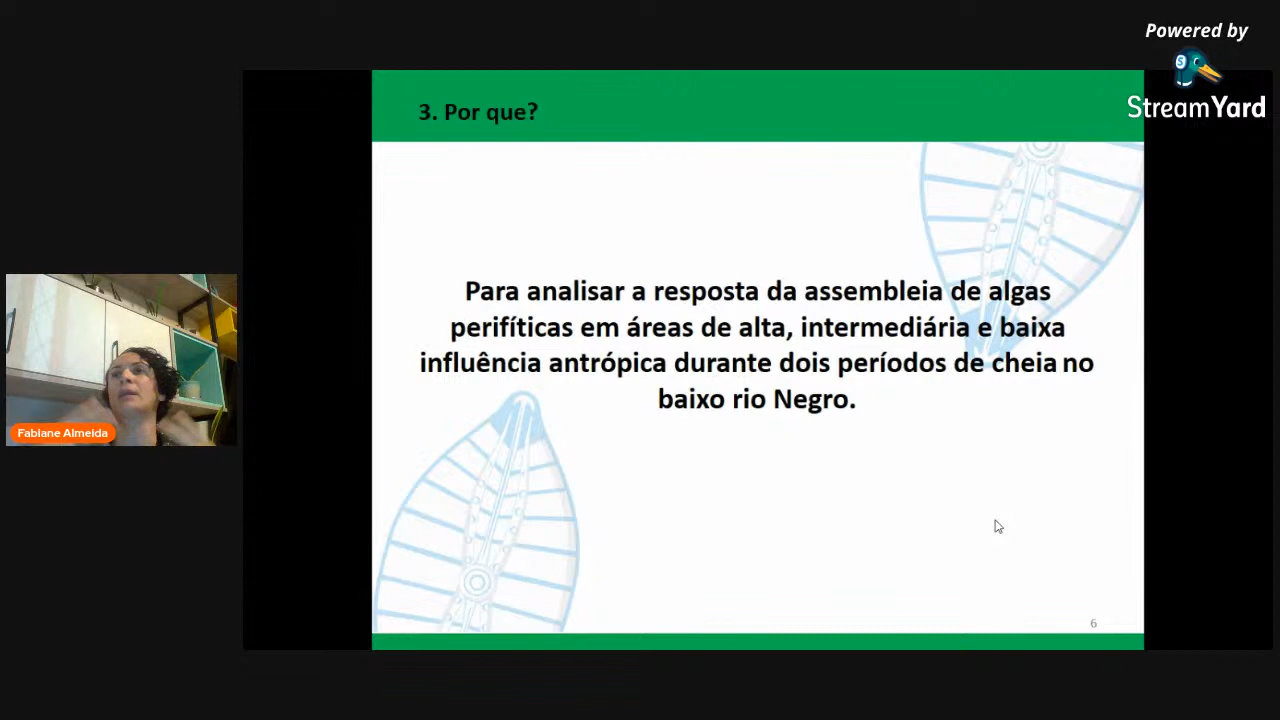 Powered by
StreamYard
3. Por que?
Para analisar a resposta da assembleia de algas
perifíticas em áreas de alta, intermediária e baixa
influência antrópica durante dois períodos de cheia no
baixo rio Negro.
Fabiane Almeida
6